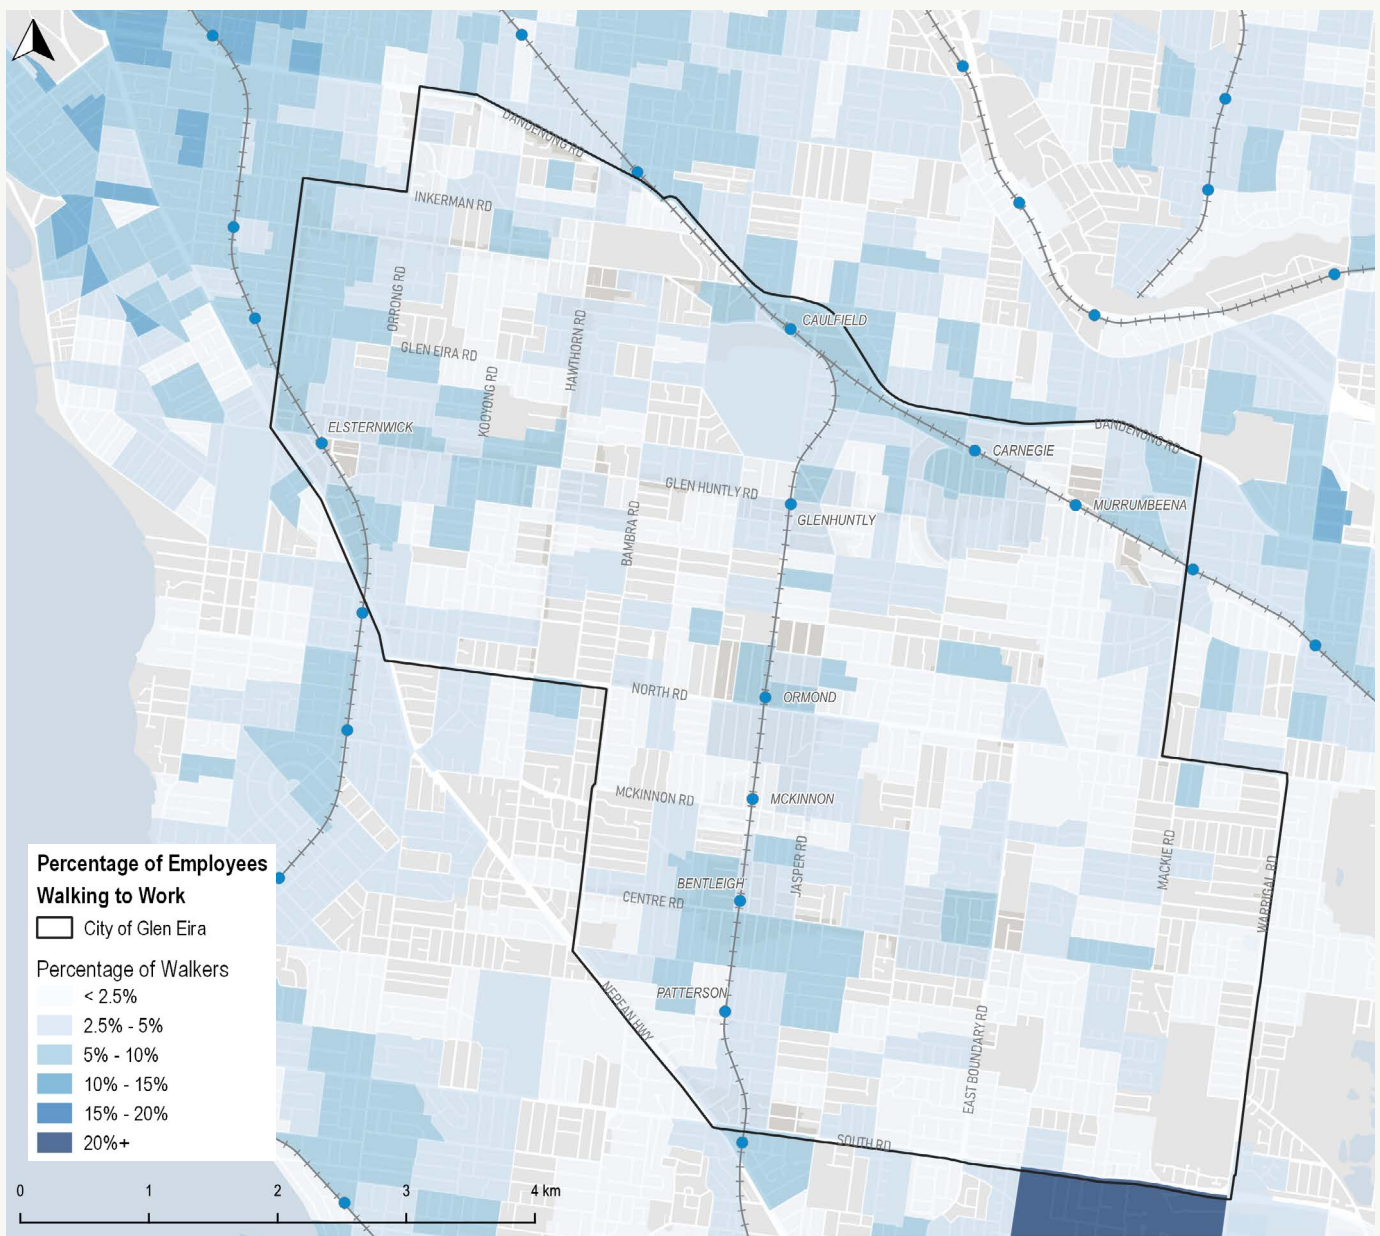 DANDENONG RD
INKERMAN RD
ORRONG RD
HAWTHORN RD
CAULFIELD
GLEN EIRA RD
KOOYONG RD
ELSTERNWICK
DANDENONG RD
CARNEGIE
GLEN HUNTLY RD
MURRUMBEENA
GLENHUNTLY
BAMBRA RD
NORTH RD
ORMOND
MCKINNON RD
MCKINNON
JASPER RD
MACKIE RD
WARRIGAL RD
BENTLEIGH
CENTRE RD
PATTERSON
NEPEAN HWY
EAST BOUNDARY RD
SOUTH RD
Percentage of Employees
Walking to Work
City of Glen Eira
Percentage of Walkers
< 2.5%
2.5% - 5%
5% - 10%
10% - 15%
15% - 20%
20%+
0 1 2 3 4 km